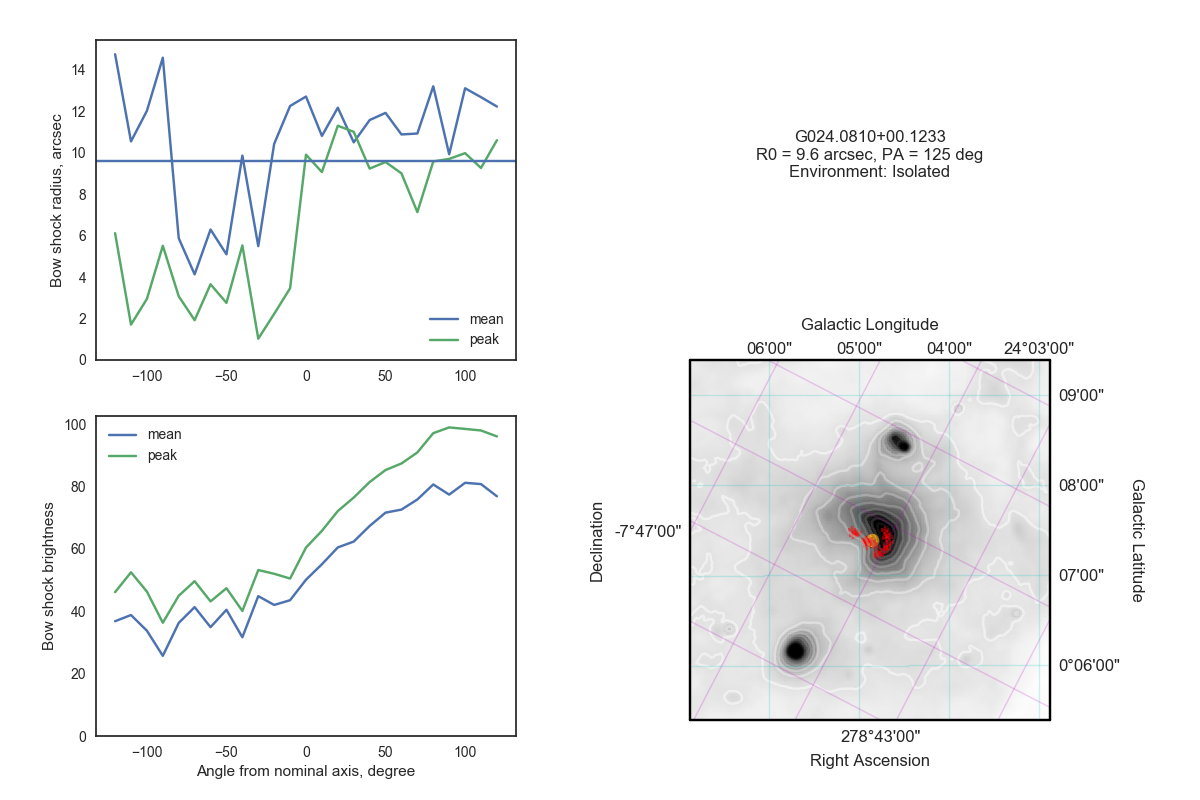 Bow shock radius, arcsec
14
12
10
8
6
4
2
0
mean
peak
−100
−50
0
50
100
Bow shock brightness
100
80
60
40
20
0
mean
peak
−100
−50
0
50
100
Angle from nominal axis, degree
G024.0810+00.1233
R0 = 9.6 arcsec, PA = 125 deg
Environment: Isolated
Galactic Longitude
06'00" 05'00" 04'00" 24°03'00"
09'00"
08'00"
07'00"
0°06'00"
Galactic Latitude
Declination
-7°47'00"
278°43'00"
Right Ascension